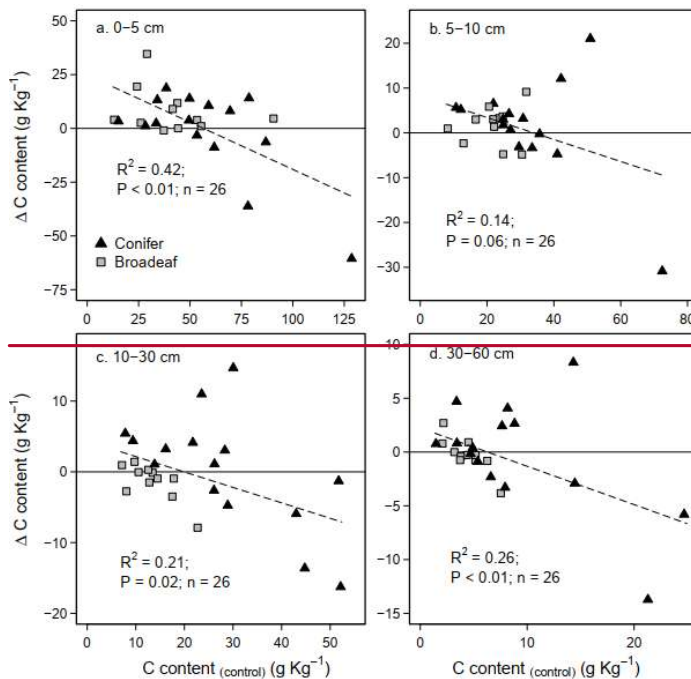 a. 0−5 cm
50
25
0
−25
−50
−75
Δ C content (g Kg−1)
R2 = 0.42;
P < 0.01; n = 26
Conifer
Broadeaf
0 25 50 75 100 125
b. 5−10 cm
20
10
0
−10
−20
−30
R2 = 0.14;
P = 0.06; n = 26
0 20 40 60 80
c. 10−30 cm
10
0
−10
−20
Δ C content (g Kg−1)
R2 = 0.21;
P = 0.02; n = 26
0 10 20 30 40 50
C content (control) (g Kg−1)
d. 30−60 cm
10
5
0
−5
−10
−15
R2 = 0.26;
P < 0.01; n = 26
0 10 20
C content (control) (g Kg−1)